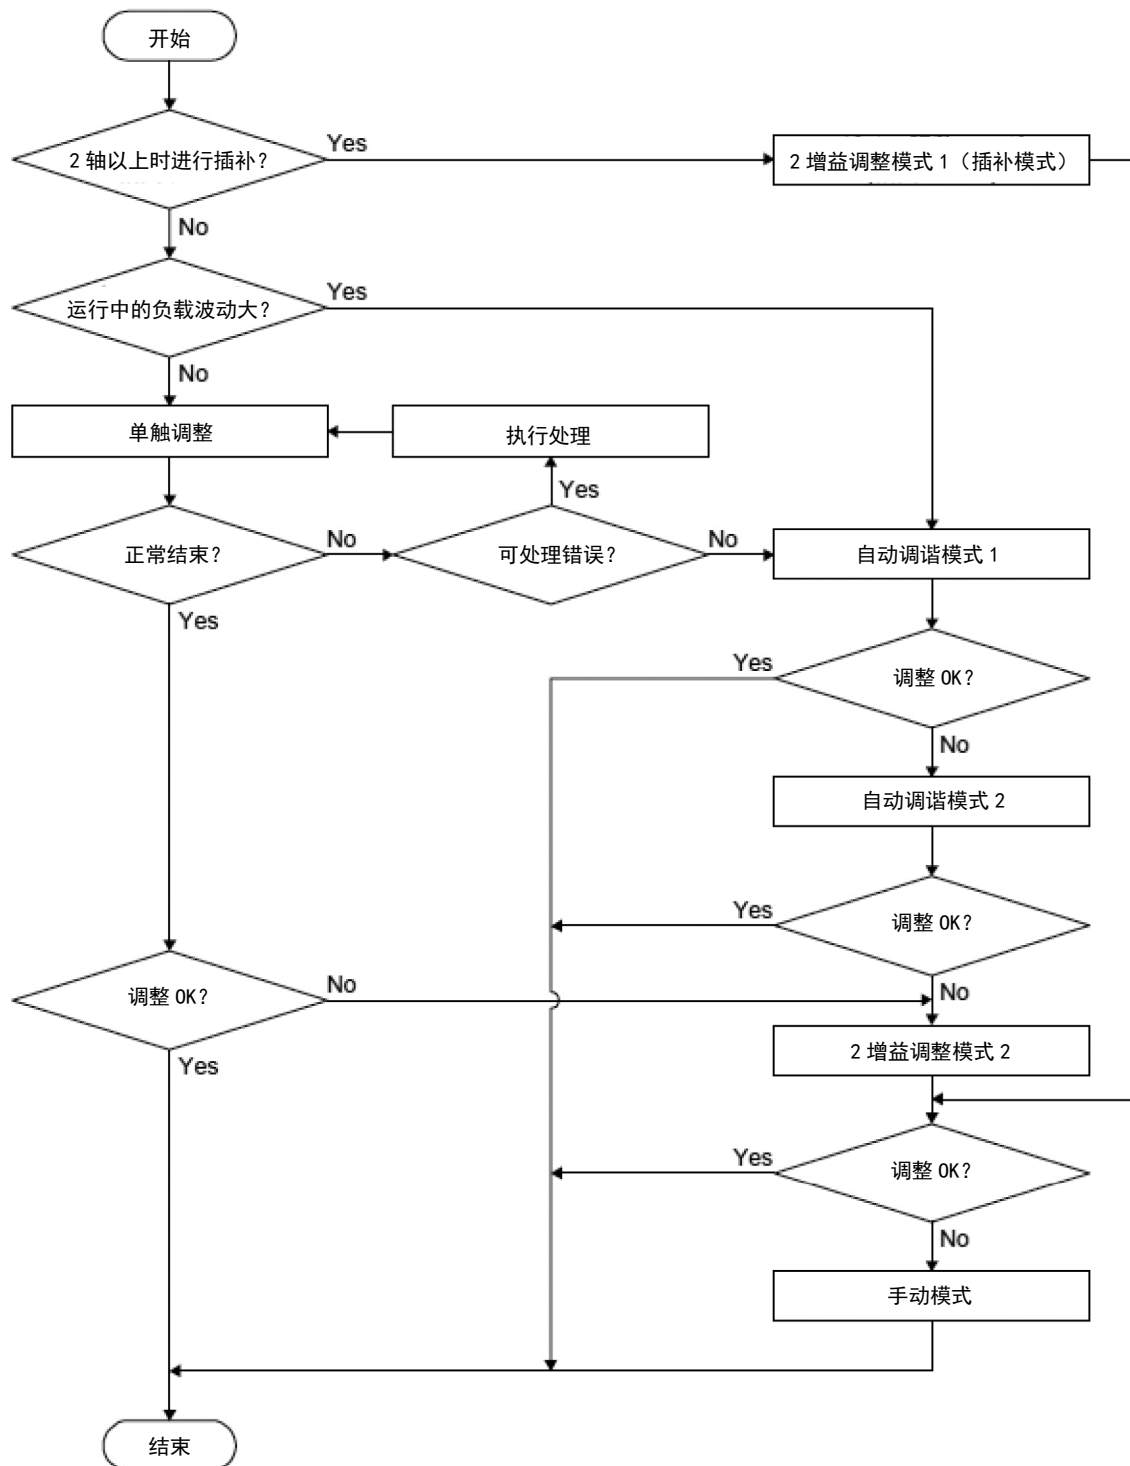 开始
2 轴以上时进行插补？
Yes
2 增益调整模式 1（插补模式）
No
运行中的负载波动大？
Yes
No
单触调整
执行处理
Yes
正常结束？
No
可处理错误？
No
自动调谐模式 1
Yes
Yes
调整 OK？
No
自动调谐模式 2
Yes
调整 OK？
调整 OK？
No
No
Yes
2 增益调整模式 2
Yes
调整 OK？
No
手动模式
结束